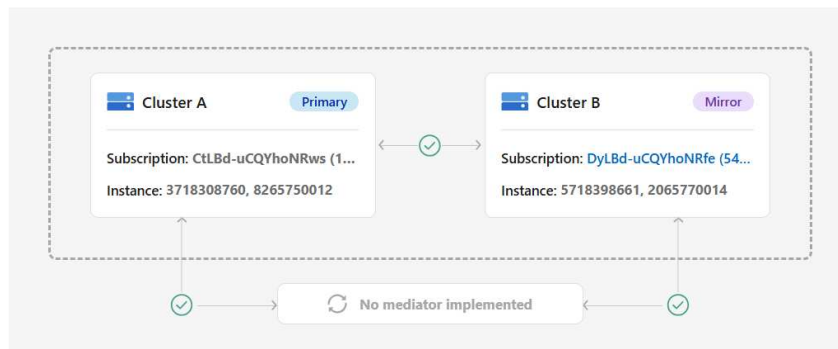 Cluster A
Primary
Cluster B
Mirror
Subscription: CtLBd-uCQYhoNRws (1...
Subscription: DyLBd-uCQYhoNRfe (54...
Instance: 3718308760, 8265750012
Instance: 5718398661, 2065770014
No mediator implemented